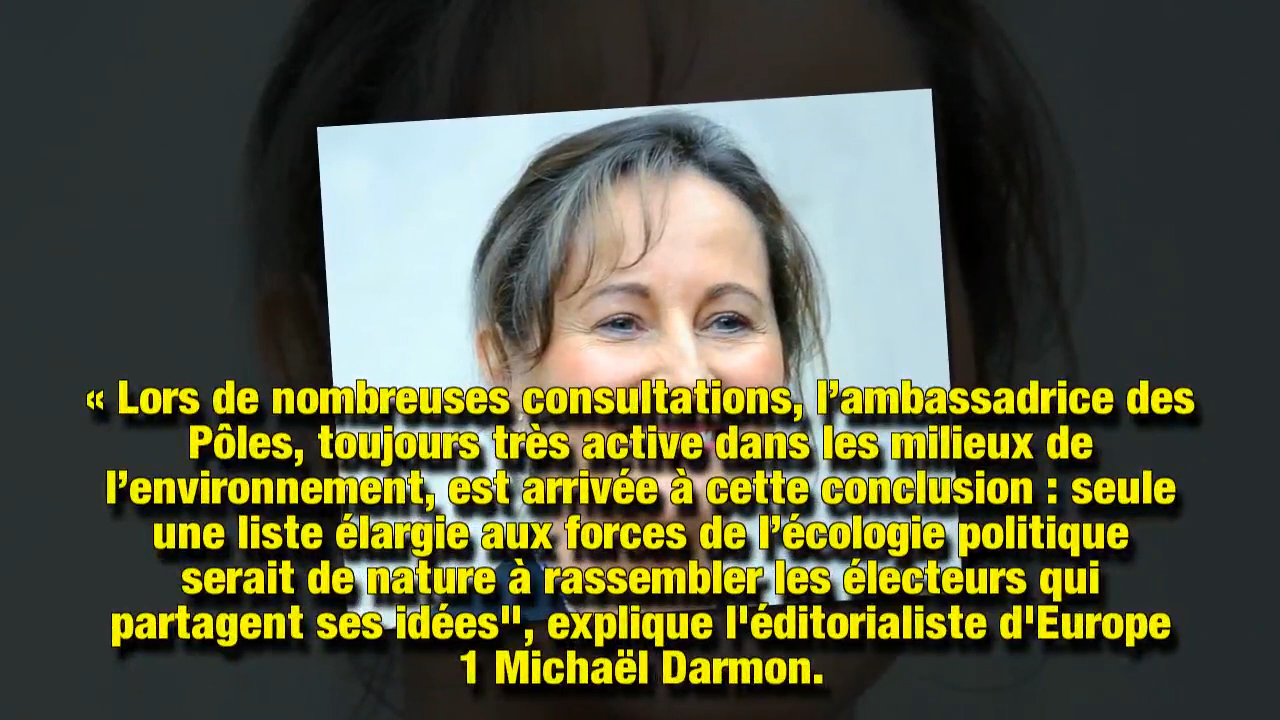 « Lors de nombreuses consultations, l’ambassadrice des
Pôles, toujours très active dans les milieux de
l’environnement, est arrivée à cette conclusion : seule
une liste élargie aux forces de l’écologie politique
serait de nature à rassembler les électeurs qui
partagent ses idées", explique l'éditorialiste d'Europe
1 Michaël Darmon.